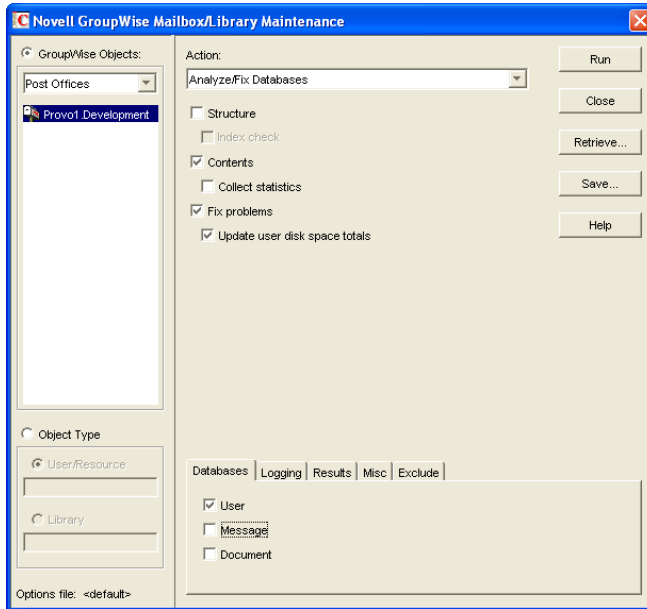 Novell GroupWise Mailbox/Library Maintenance
GroupWise Objects:
Post Offices
Provo1.Development
Object Type
User/Resource
Library
Options file: <default>
Action:
Analyze/Fix Databases
Structure
Index check
Contents
Collect statistics
Fix problems
Update user disk space totals
Databases Logging Results Misc Exclude
User
Message
Document
Run
Close
Retrieve...
Save...
Help